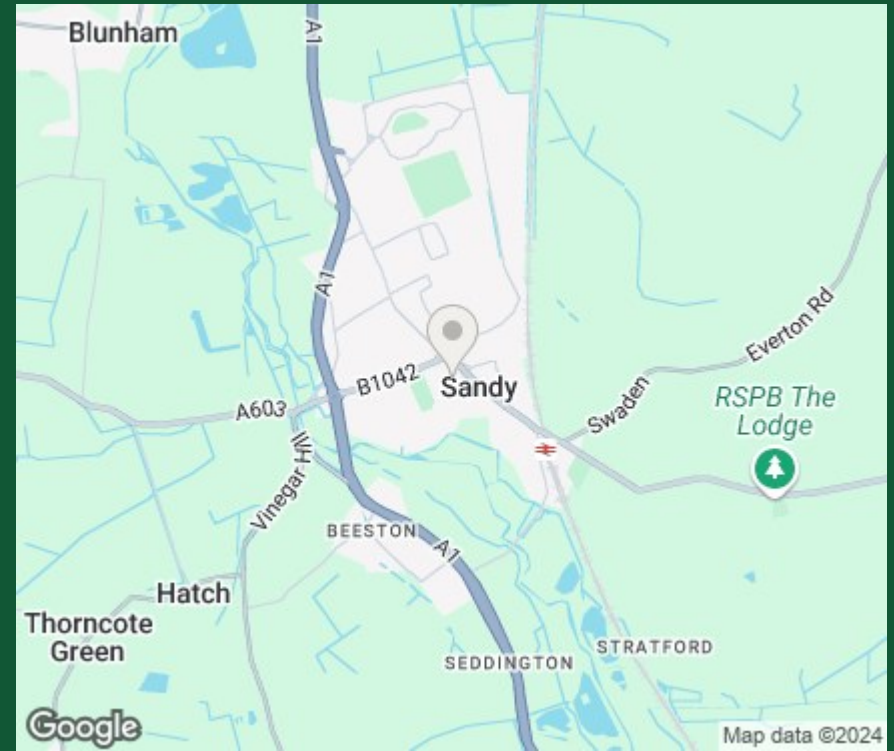 Blunham
A1
A1
Everton Rd
B1042
Sandy
Swaden
A603
RSPB The
Lodge
Vinegar Hill
BEESTON
A1
Hatch
Thorncote
Green
SEDDINGTON
STRATFORD
Google
Map data ©2024